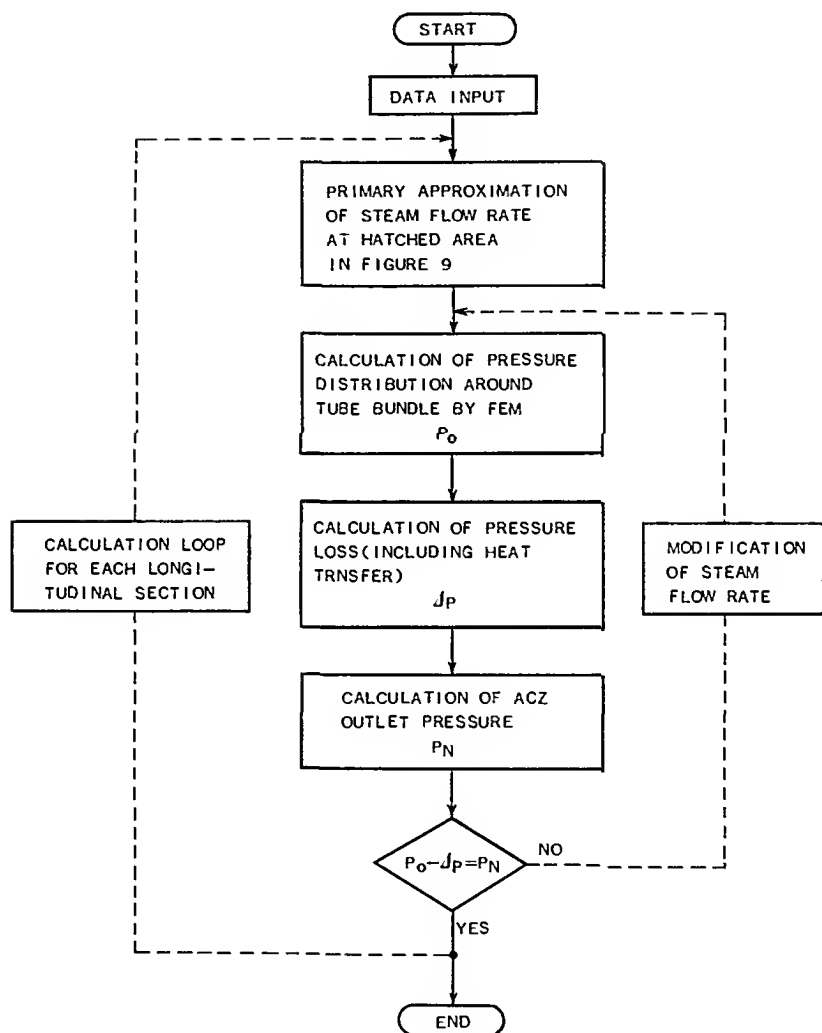 START
DATA INPUT
PRIMARY APPROXIMATION
OF STEAM FLOW RATE
AT HATCHED AREA
IN FIGURE 9
CALCULATION OF PRESSURE
DISTRIBUTION AROUND
TUBE BUNDLE BY FEM
Po
CALCULATION OF PRESSURE
LOSS(INCLUDING HEAT
TRNSFER)
ΔP
CALCULATION LOOP
FOR EACH LONGI-
TUDINAL SECTION
MODIFICATION
OF STEAM
FLOW RATE
CALCULATION OF ACZ
OUTLET PRESSURE
PN
Po-ΔP=PN
NO
YES
END